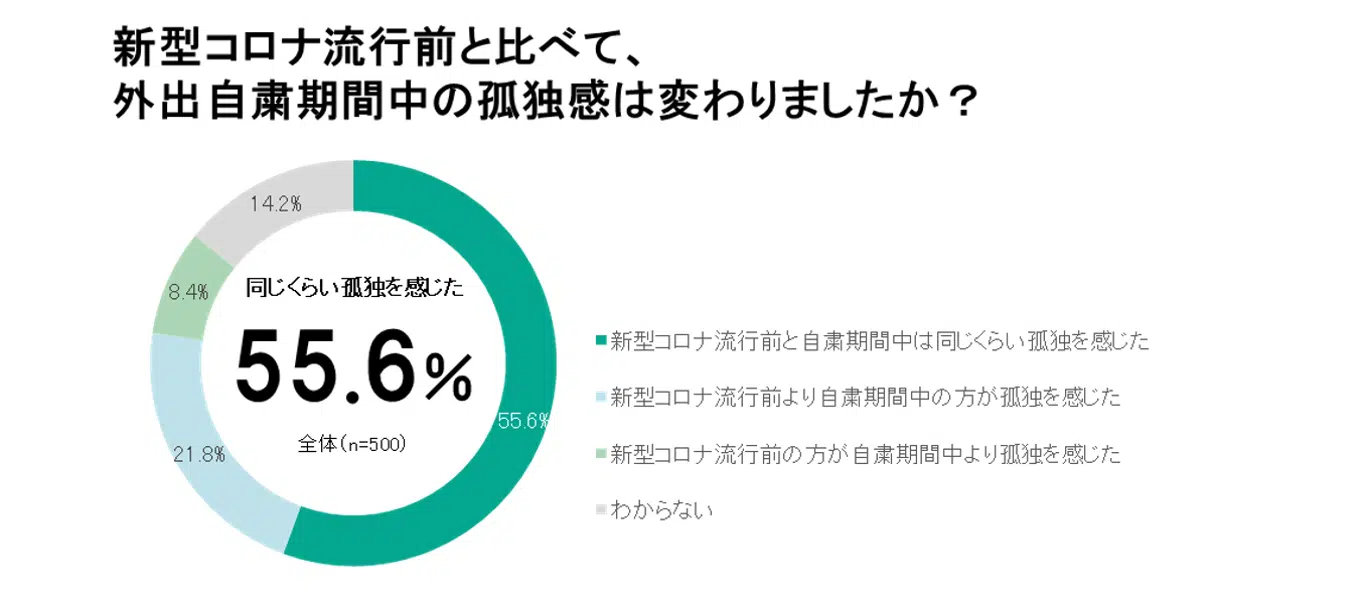 新型コロナ流行前と比べて、
外出自粛期間中の孤独感は変わりましたか？
14.2%
8.4%
同じくらい孤独を感じた
55.6%
全体（n=500）
55.6%
21.8%
新型コロナ流行前と自粛期間中は同じくらい孤独を感じた
新型コロナ流行前より自粛期間中の方が孤独を感じた
新型コロナ流行前の方が自粛期間中より孤独を感じた
わからない